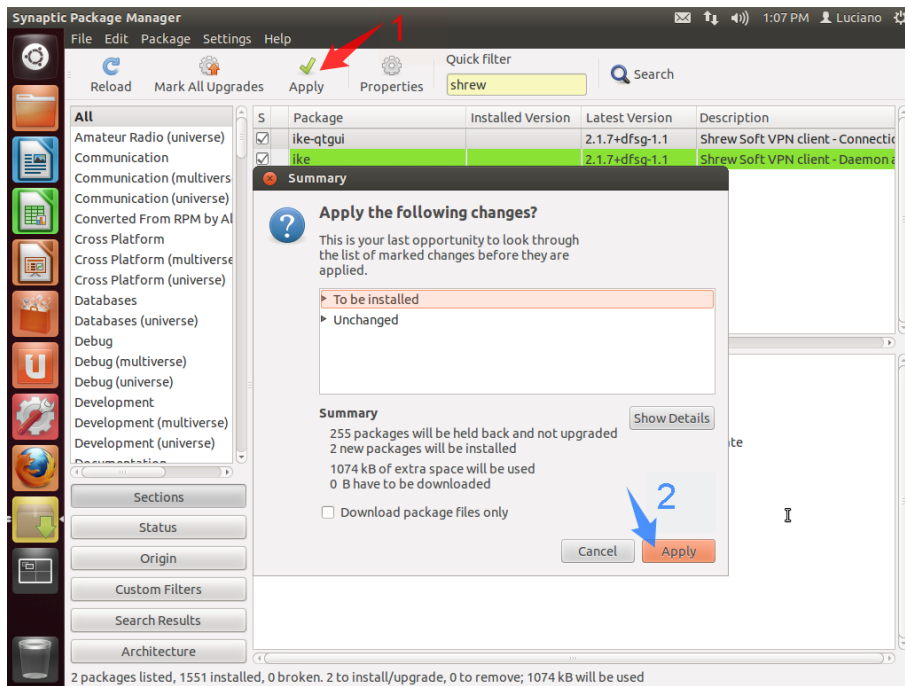 Synaptic Package Manager
1:07 PM Luciano
File Edit Package Settings Help
1
Reload Mark All Upgrades Apply Properties
Quick filter
shrew
Search
All
Amateur Radio (universe)
Communication
Communication (multivers
Communication (universe)
Converted From RPM by Al
Cross Platform
Cross Platform (multiverse
Cross Platform (universe)
Databases
Databases (universe)
Debug
Debug (multiverse)
Debug (universe)
Development
Development (multiverse)
Development (universe)
Documentation
Sections
Status
Origin
Custom Filters
Search Results
Architecture
S Package Installed Version Latest Version Description
ike-qtgui 2.1.7+dfsg-1.1 Shrew Soft VPN client - Connectio
ike 2.1.7+dfsg-1.1 Shrew Soft VPN client - Daemon a
Summary
?
Apply the following changes?
This is your last opportunity to look through
the list of marked changes before they are
applied.
To be installed
Unchanged
Summary
Show Details
255 packages will be held back and not upgraded
2 new packages will be installed
1074 kB of extra space will be used
0 B have to be downloaded
Download package files only
2
Cancel Apply
ate
2 packages listed, 1551 installed, 0 broken. 2 to install/upgrade, 0 to remove; 1074 kB will be used